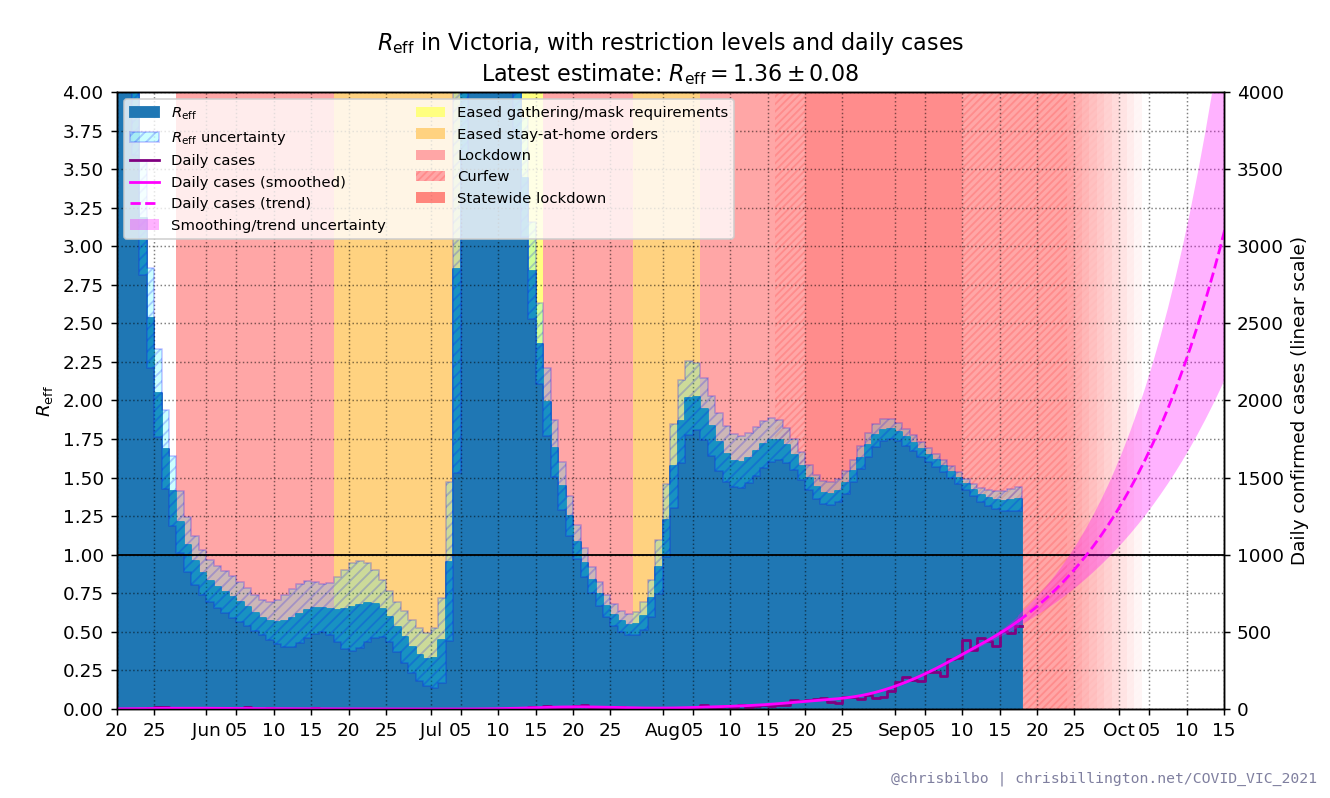 Reff in Victoria, with restriction levels and daily cases
Latest estimate: Reff = 1.36 ± 0.08
Reff
Reff uncertainty
Daily cases
Daily cases (smoothed)
Daily cases (trend)
Smoothing/trend uncertainty
Eased gathering/mask requirements
Eased stay-at-home orders
Lockdown
Curfew
Statewide lockdown
4.00
3.75
3.50
3.25
3.00
2.75
2.50
2.25
2.00
1.75
1.50
1.25
1.00
0.75
0.50
0.25
0.00
Reff
4000
3500
3000
2500
2000
1500
1000
500
0
Daily confirmed cases (linear scale)
20 25 Jun 05 10 15 20 25 Jul 05 10 15 20 25 Aug 05 10 15 20 25 Sep 05 10 15 20 25 Oct 05 10 15
@chrisbilbo | chrisbillington.net/COVID_VIC_2021